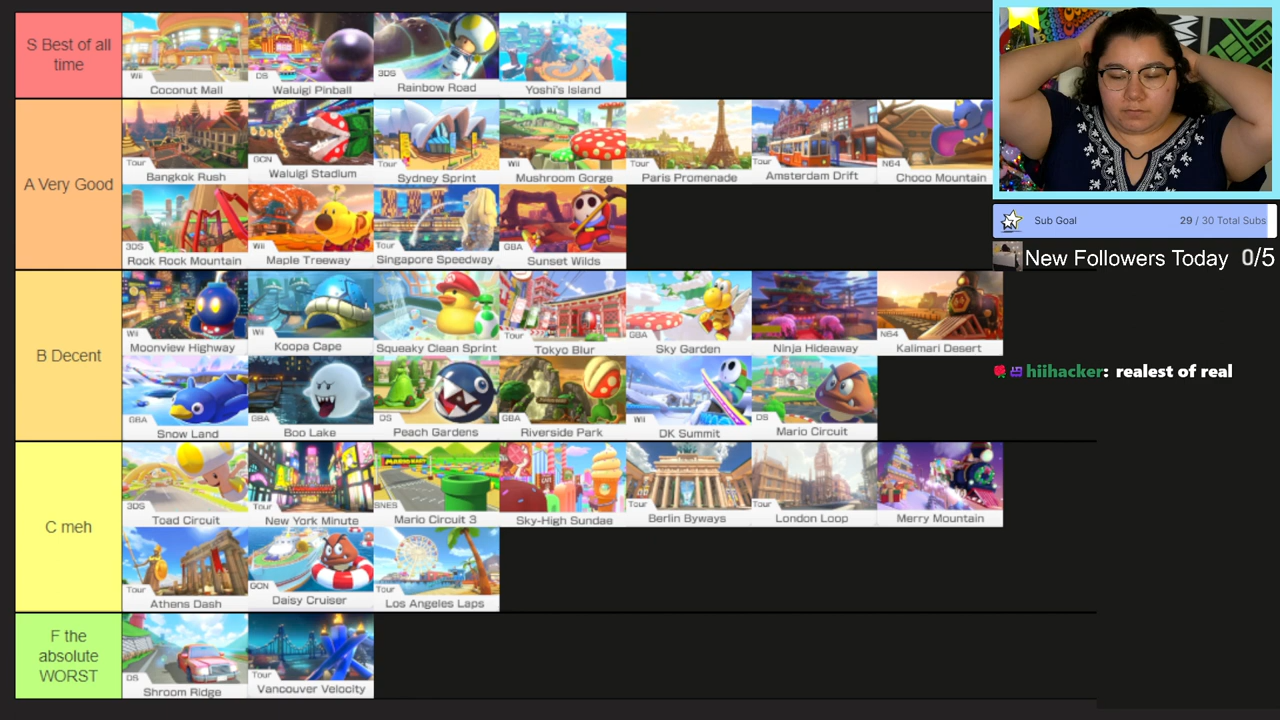 S Best of all
time
Wii
Coconut Mall
DS
Waluigi Pinball
3DS
Rainbow Road
Yoshi's Island
A Very Good
Tour
Bangkok Rush
GCN
Waluigi Stadium
Tour
Sydney Sprint
Wii
Mushroom Gorge
Tour
Paris Promenade
Tour
Amsterdam Drift
N64
Choco Mountain
3DS
Rock Rock Mountain
Wii
Maple Treeway
Tour
Singapore Speedway
GBA
Sunset Wilds
B Decent
Wii
Moonview Highway
Wii
Koopa Cape
Squeaky Clean Sprint
Tour
Tokyo Blur
GBA
Sky Garden
Ninja Hideaway
N64
Kalimari Desert
GBA
Snow Land
GBA
Boo Lake
DS
Peach Gardens
GBA
Riverside Park
Wii
DK Summit
DS
Mario Circuit
C meh
3DS
Toad Circuit
Tour
New York Minute
MARIO KART
SNES
Mario Circuit 3
Sky-High Sundae
Tour
Berlin Byways
Tour
London Loop
Merry Mountain
Tour
Athens Dash
GCN
Daisy Cruiser
Tour
Los Angeles Laps
F the
absolute
WORST
DS
Shroom Ridge
Tour
Vancouver Velocity
Sub Goal
29 / 30 Total Subs
New Followers Today 0/5
hiihacker: realest of real